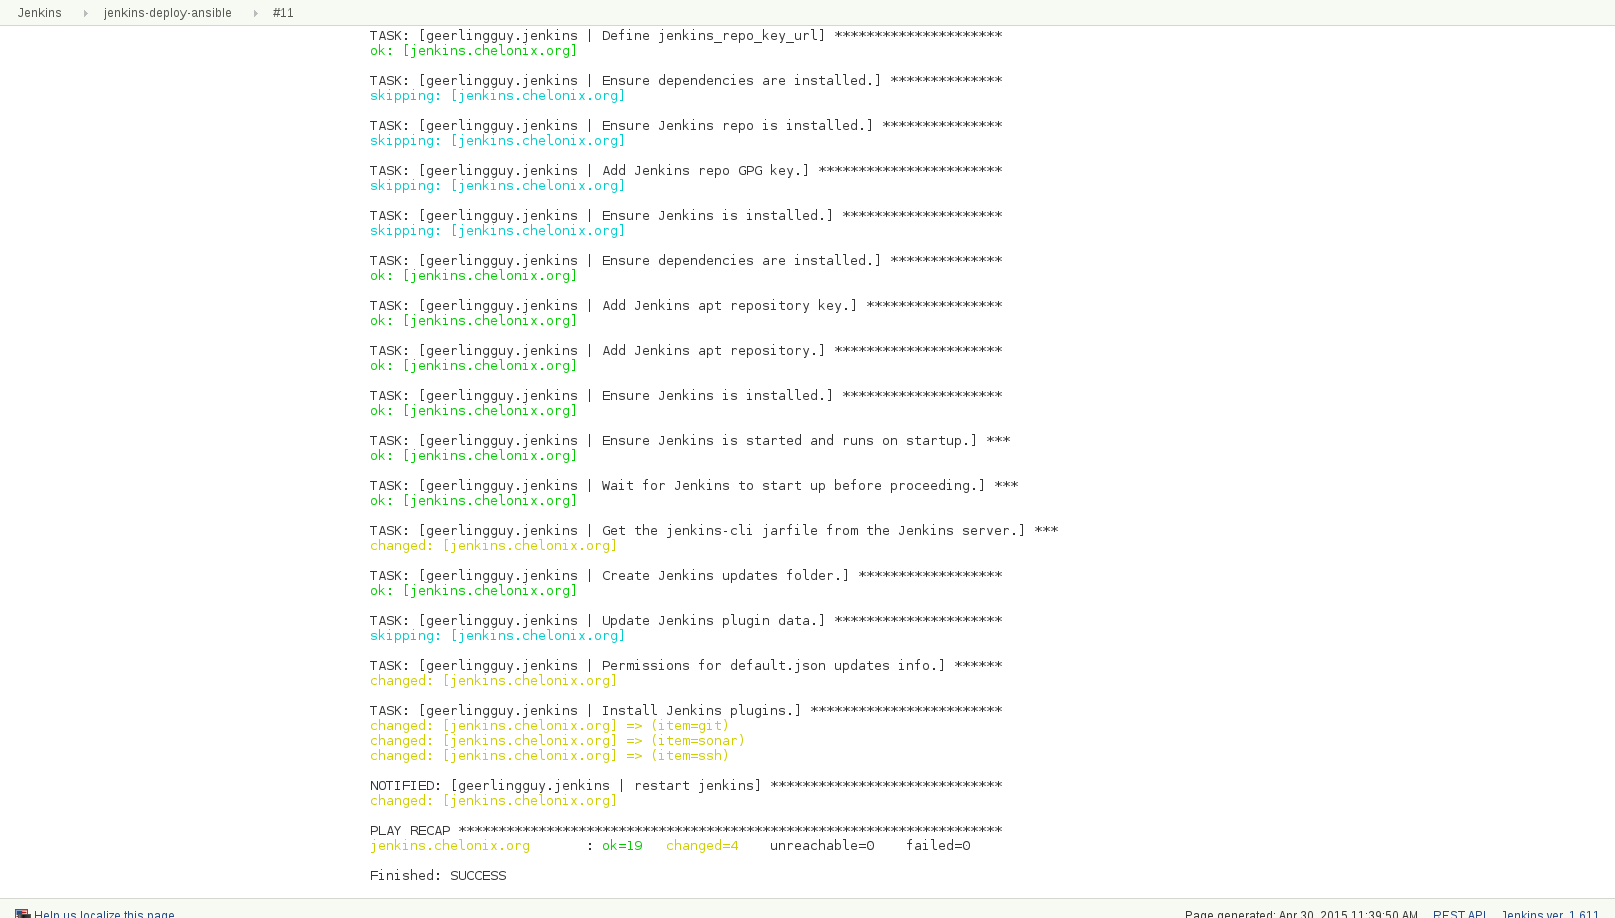 Jenkins jenkins-deploy-ansible #11
TASK: [geerlingguy.jenkins | Define jenkins_repo_key_url] *********************
ok: [jenkins.chelonix.org]
TASK: [geerlingguy.jenkins | Ensure dependencies are installed.] **************
skipping: [jenkins.chelonix.org]
TASK: [geerlingguy.jenkins | Ensure Jenkins repo is installed.] ***************
skipping: [jenkins.chelonix.org]
TASK: [geerlingguy.jenkins | Add Jenkins repo GPG key.] ***********************
skipping: [jenkins.chelonix.org]
TASK: [geerlingguy.jenkins | Ensure Jenkins is installed.] ********************
skipping: [jenkins.chelonix.org]
TASK: [geerlingguy.jenkins | Ensure dependencies are installed.] **************
ok: [jenkins.chelonix.org]
TASK: [geerlingguy.jenkins | Add Jenkins apt repository key.] *****************
ok: [jenkins.chelonix.org]
TASK: [geerlingguy.jenkins | Add Jenkins apt repository.] *********************
ok: [jenkins.chelonix.org]
TASK: [geerlingguy.jenkins | Ensure Jenkins is installed.] ********************
ok: [jenkins.chelonix.org]
TASK: [geerlingguy.jenkins | Ensure Jenkins is started and runs on startup.] ***
ok: [jenkins.chelonix.org]
TASK: [geerlingguy.jenkins | Wait for Jenkins to start up before proceeding.] ***
ok: [jenkins.chelonix.org]
TASK: [geerlingguy.jenkins | Get the jenkins-cli jarfile from the Jenkins server.] ***
changed: [jenkins.chelonix.org]
TASK: [geerlingguy.jenkins | Create Jenkins updates folder.] ******************
ok: [jenkins.chelonix.org]
TASK: [geerlingguy.jenkins | Update Jenkins plugin data.] *********************
skipping: [jenkins.chelonix.org]
TASK: [geerlingguy.jenkins | Permissions for default.json updates info.] ******
changed: [jenkins.chelonix.org]
TASK: [geerlingguy.jenkins | Install Jenkins plugins.] ************************
changed: [jenkins.chelonix.org] => (item=git)
changed: [jenkins.chelonix.org] => (item=sonar)
changed: [jenkins.chelonix.org] => (item=ssh)
NOTIFIED: [geerlingguy.jenkins | restart jenkins] *****************************
changed: [jenkins.chelonix.org]
PLAY RECAP ********************************************************************
jenkins.chelonix.org : ok=19 changed=4 unreachable=0 failed=0
Finished: SUCCESS
Help us localize this page Page generated: Apr 30, 2015 11:39:50 AM REST API Jenkins ver. 1.611